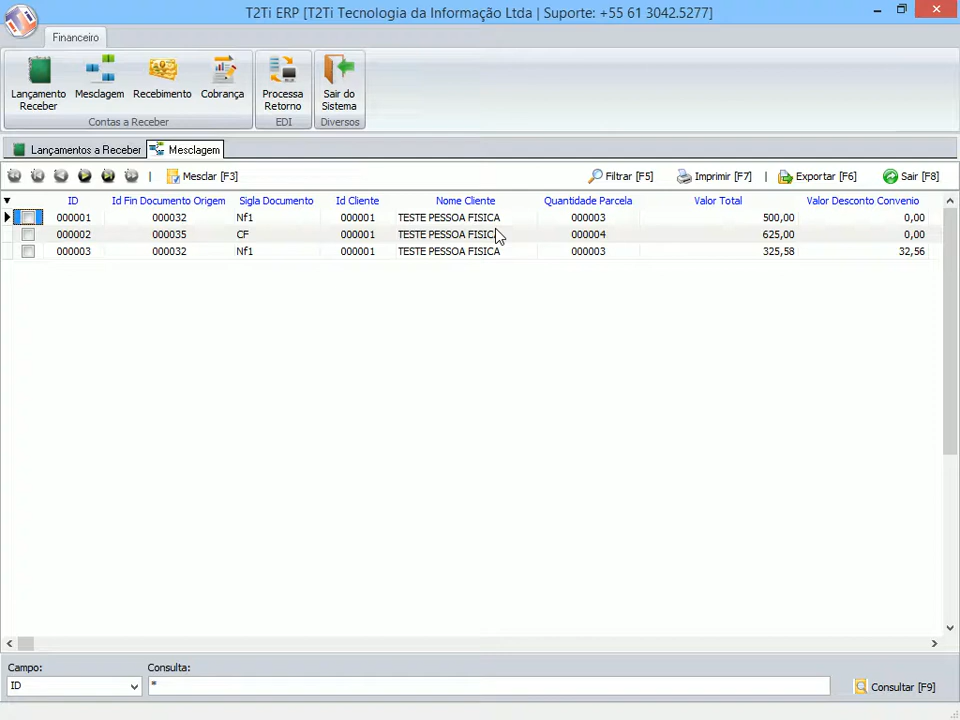 T2Ti ERP [T2Ti Tecnologia da Informação Ltda | Suporte: +55 61 3042.5277]
Financeiro
Lançamento Receber
Mesclagem
Recebimento
Cobrança
Processa Retorno
Sair do Sistema
Contas a Receber
EDI
Diversos
Lançamentos a Receber
Mesclagem
Mesclar [F3]
Filtrar [F5]
Imprimir [F7]
Exportar [F6]
Sair [F8]
ID Id Fin Documento Origem Sigla Documento Id Cliente Nome Cliente Quantidade Parcela Valor Total Valor Desconto Convenio
000001 000032 Nf1 000001 TESTE PESSOA FISICA 000003 500,00 0,00
000002 000035 CF 000001 TESTE PESSOA FISICA 000004 625,00 0,00
000003 000032 Nf1 000001 TESTE PESSOA FISICA 000003 325,58 32,56
Campo: Consulta:
ID * Consultar [F9]